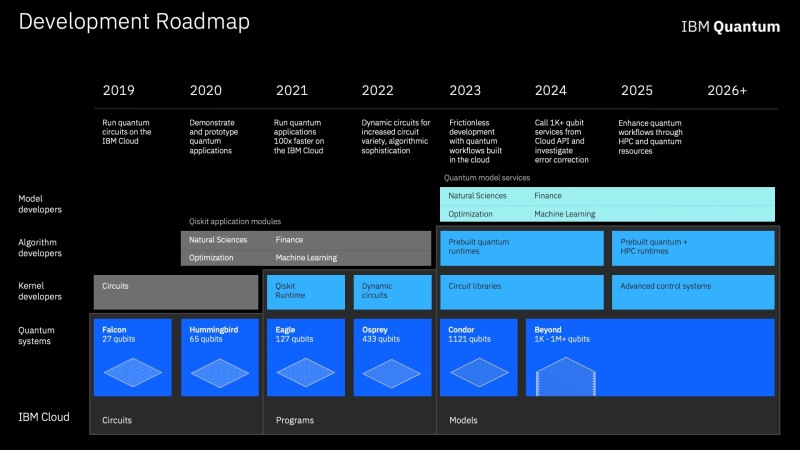 Development Roadmap
IBM Quantum
2019
2020
2021
2022
2023
2024
2025
2026+
Run quantum
circuits on the
IBM Cloud
Demonstrate
and prototype
quantum
applications
Run quantum
applications
100x faster on
the IBM Cloud
Dynamic circuits for
increased circuit
variety, algorithmic
sophistication
Frictionless
development
with quantum
workflows built
in the cloud
Call 1K+ qubit
services from
Cloud API and
investigate
error correction
Enhance quantum
workflows through
HPC and quantum
resources
Quantum model services
Model
developers
Natural Sciences
Finance
Optimization
Machine Learning
Qiskit application modules
Algorithm
developers
Natural Sciences
Finance
Optimization
Machine Learning
Prebuilt quantum
runtimes
Prebuilt quantum +
HPC runtimes
Kernel
developers
Circuits
Qiskit
Runtime
Dynamic
circuits
Circuit libraries
Advanced control systems
Quantum
systems
Falcon
27 qubits
Hummingbird
65 qubits
Eagle
127 qubits
Osprey
433 qubits
Condor
1121 qubits
Beyond
1K - 1M+ qubits
IBM Cloud
Circuits
Programs
Models